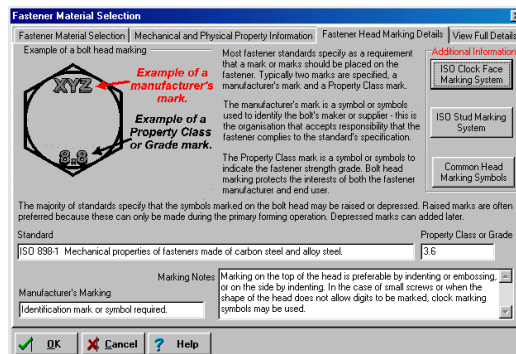 Fastener Material Selection
Fastener Material Selection
Mechanical and Physical Property Information
Fastener Head Marking Details
View Full Details
Example of a bolt head marking
XYZ
Example of a
manufacturer's
mark.
Example of a
Property Class
or Grade mark.
8.8
Most fastener standards specify as a requirement
that a mark or marks should be placed on the
fastener. Typically two marks are specified, a
manufacturer's mark and a Property Class mark.
The manufacturer's mark is a symbol or symbols
used to identify the bolt's maker or supplier - this is
the organisation that accepts responsibility that the
fastener complies to the standard's specification.
The Property Class mark is a symbol or symbols to
indicate the fastener strength grade. Bolt head
marking protects the interests of both the fastener
manufacturer and end user.
Additional Information
ISO Clock Face
Marking System
ISO Stud Marking
System
Common Head
Marking Symbols
The majority of standards specify that the symbols marked on the bolt head may be raised or depressed. Raised marks are often
preferred because these can only be made during the primary forming operation. Depressed marks can added later.
Standard
ISO 898-1 Mechanical properties of fasteners made of carbon steel and alloy steel.
Property Class or Grade
3.6
Marking Notes
Marking on the top of the head is preferable by indenting or embossing,
or on the side by indenting. In the case of small screws or when the
shape of the head does not allow digits to be marked, clock marking
symbols may be used.
Manufacturer's Marking
Identification mark or symbol required.
OK
Cancel
? Help